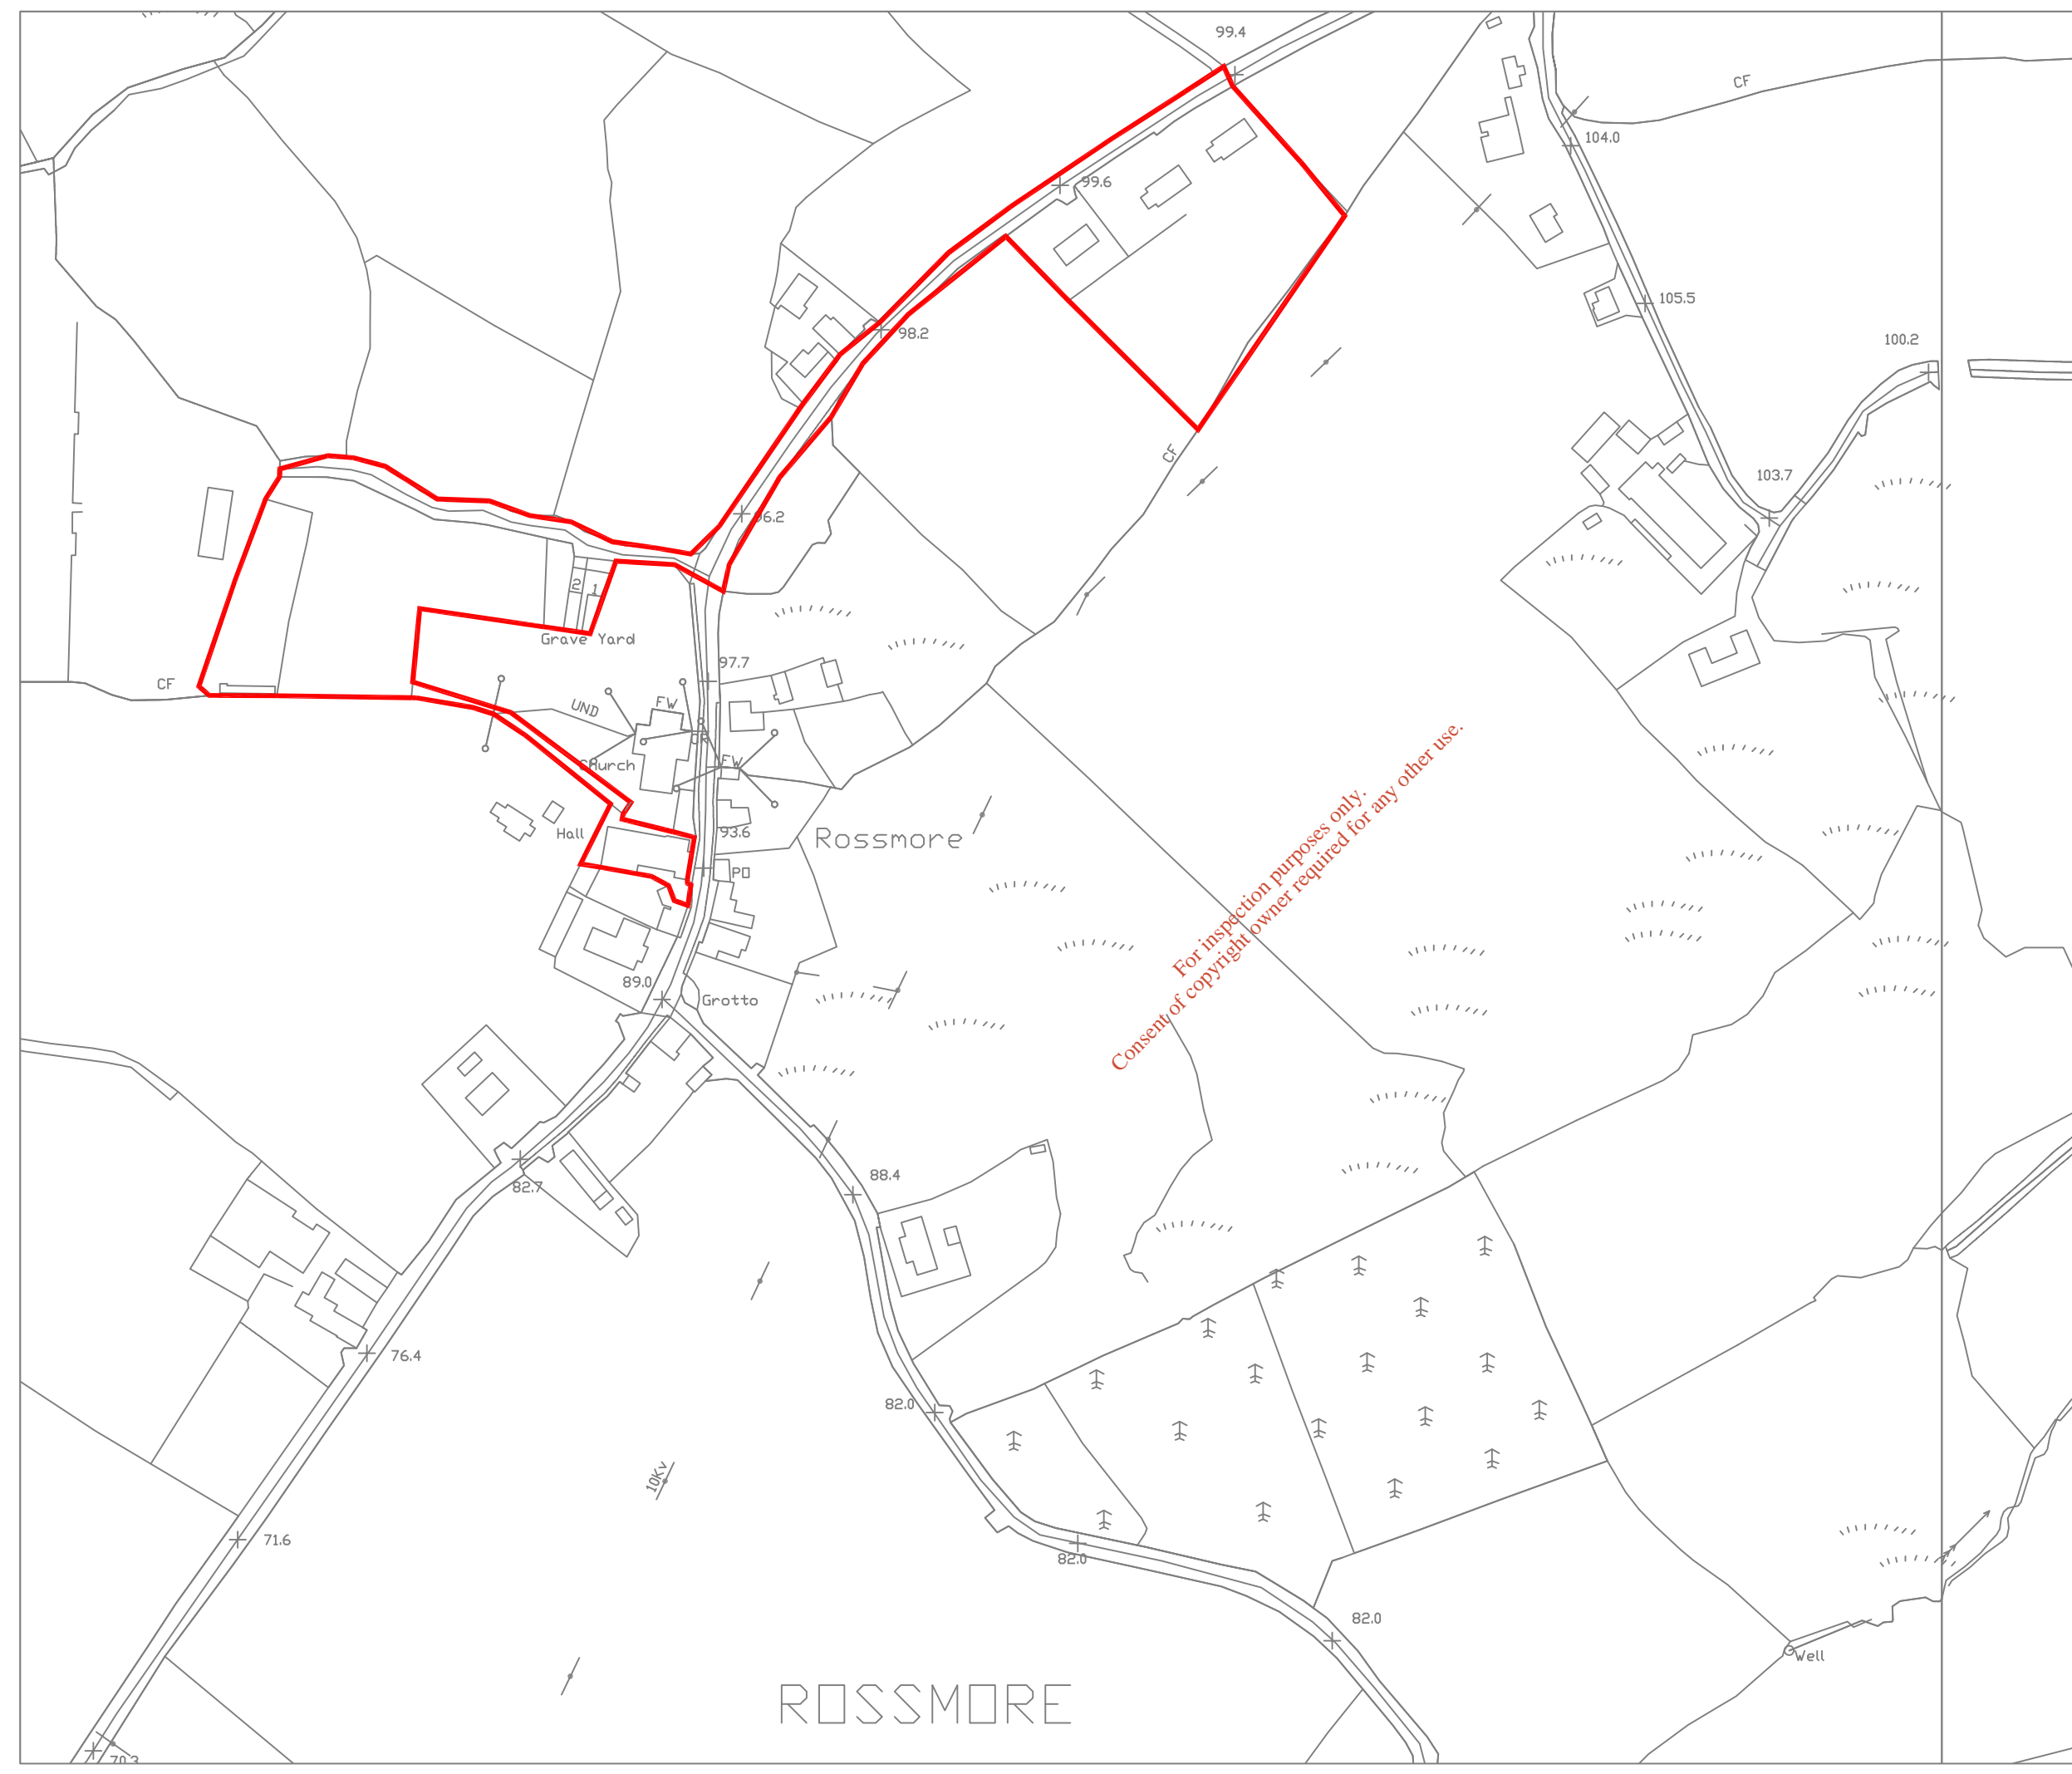 99.4
CF
104.0
99.6
105.5
98.2
100.2
CF
103.7
96.2
2
1
Grave Yard
97.7
CF
UND
FW
Church
FW
93.6
Hall
Rossmore
PO
For inspection purposes only.
Consent of copyright owner required for any other use.
89.0
Grotto
88.4
82.7
76.4
82.0
10Kv
71.6
82.0
82.0
Well
ROSSMORE
70.3